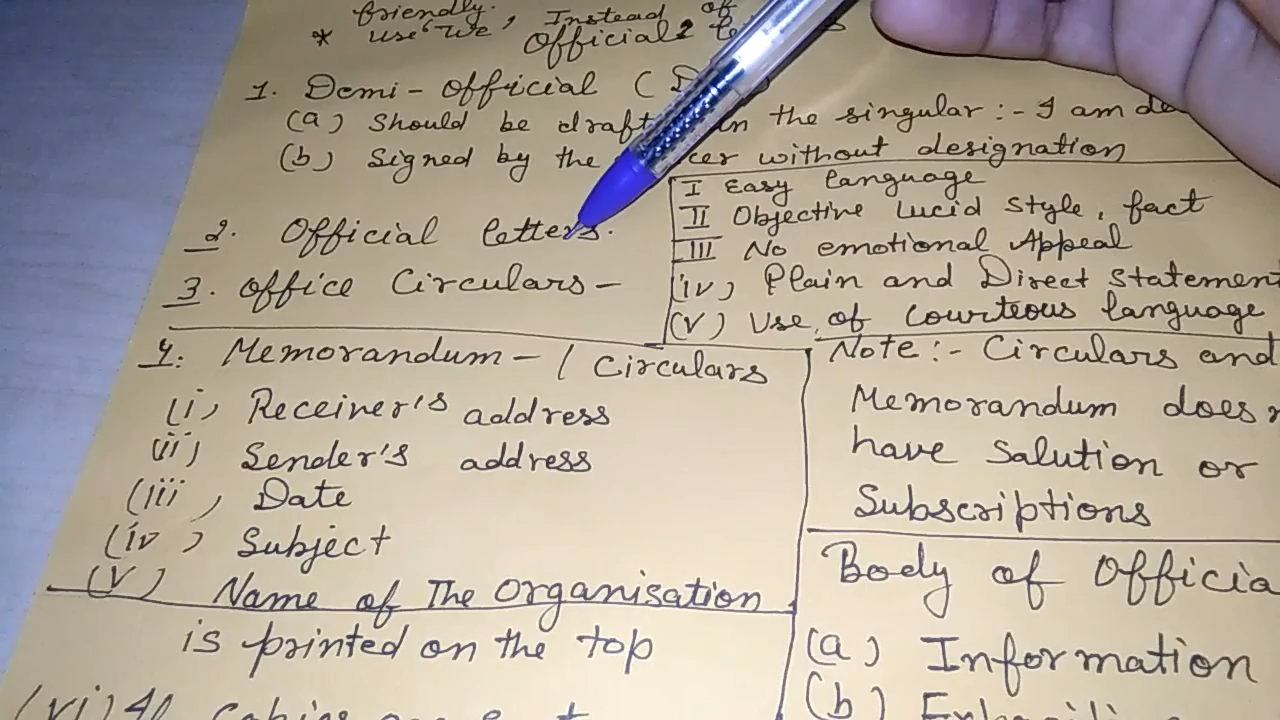 friendly.
* use 'We', Instead of
Official
1. Demi - Official (
(a) Should be draft in the singular :- I am
(b) Signed by the without designation
I Easy language
II Objective Lucid Style, fact
III No emotional Appeal
(iv) Plain and Direct Statement
(v) Use of Courteous language
2. Official letters.
3. Office Circulars -
4. Memorandum - / Circulars
(i) Receiver's address
(ii) Sender's address
(iii) Date
(iv) Subject
(v) Name of The Organisation
is printed on the top
(vi)
Note :- Circulars and
Memorandum does
have Salution or
Subscriptions
Body of Officia
(a) Information
(b)